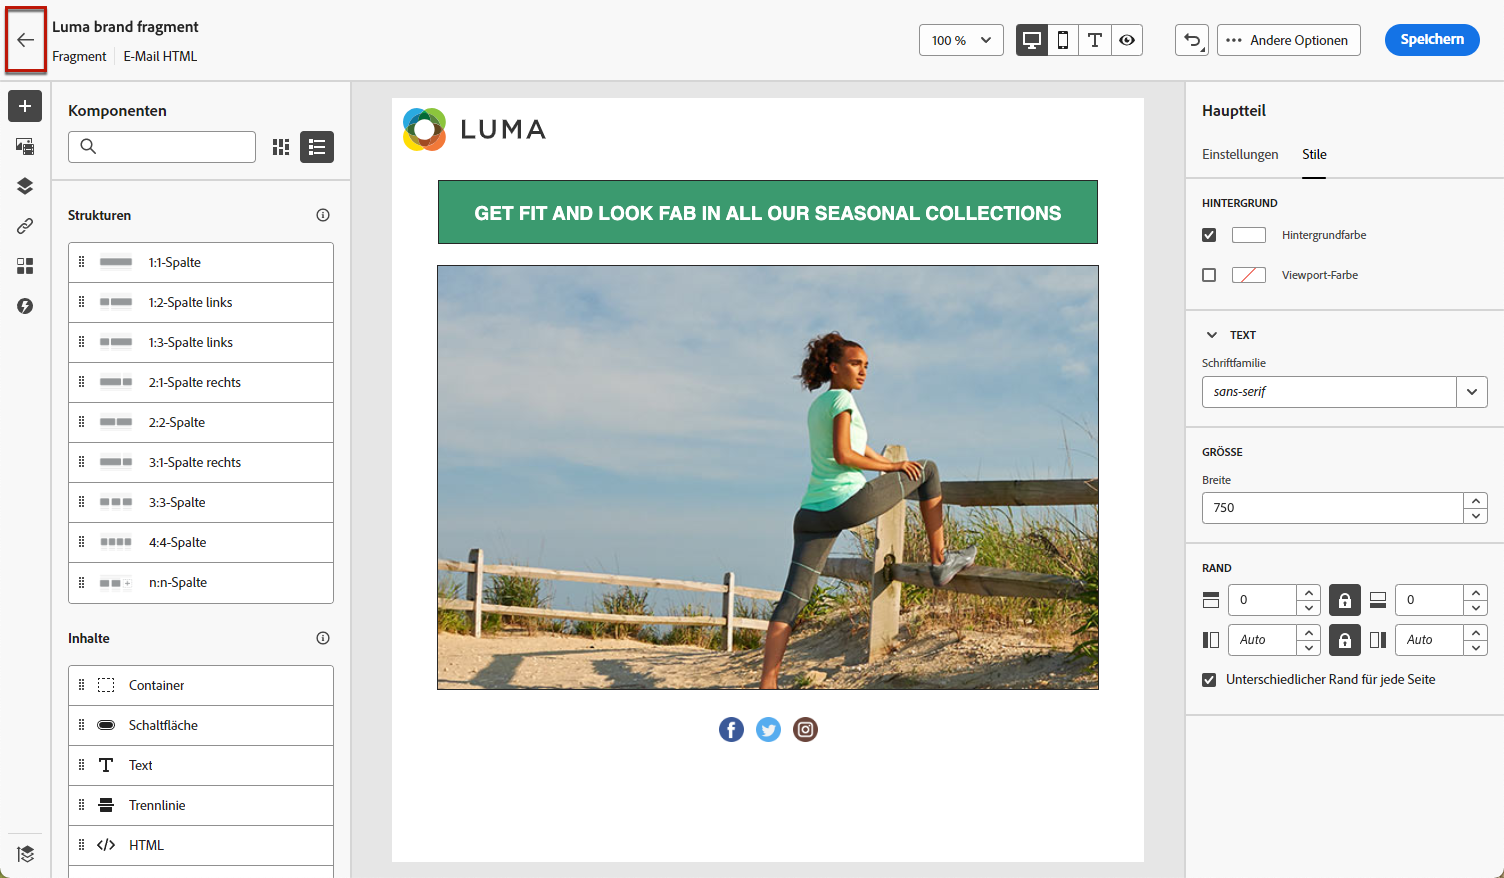 Luma brand fragment
Fragment
E-Mail HTML
100 %
Andere Optionen
Speichern
Komponenten
Strukturen
1:1-Spalte
1:2-Spalte links
1:3-Spalte links
2:1-Spalte rechts
2:2-Spalte
3:1-Spalte rechts
3:3-Spalte
4:4-Spalte
n:n-Spalte
Inhalte
Container
Schaltfläche
Text
Trennlinie
HTML
LUMA
GET FIT AND LOOK FAB IN ALL OUR SEASONAL COLLECTIONS
Hauptteil
Einstellungen
Stile
HINTERGRUND
Hintergrundfarbe
Viewport-Farbe
TEXT
Schriftfamilie
sans-serif
GRÖSSE
Breite
750
RAND
0
0
Auto
Auto
Unterschiedlicher Rand für jede Seite